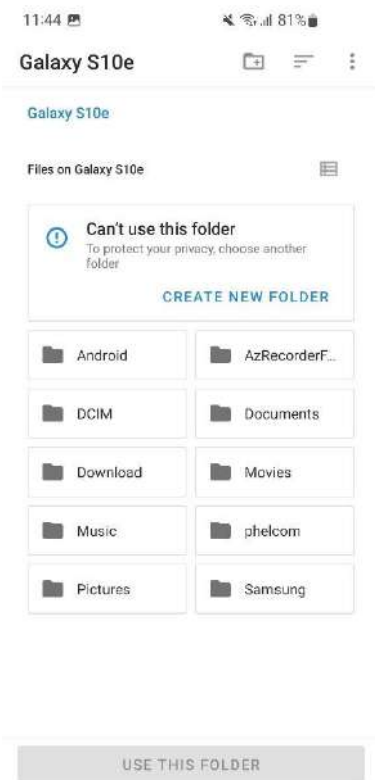 11:44 81%
Galaxy S10e
Galaxy S10e
Files on Galaxy S10e
Can't use this folder
To protect your privacy, choose another
folder
CREATE NEW FOLDER
Android AzRecorderF...
DCIM Documents
Download Movies
Music phelcom
Pictures Samsung
USE THIS FOLDER